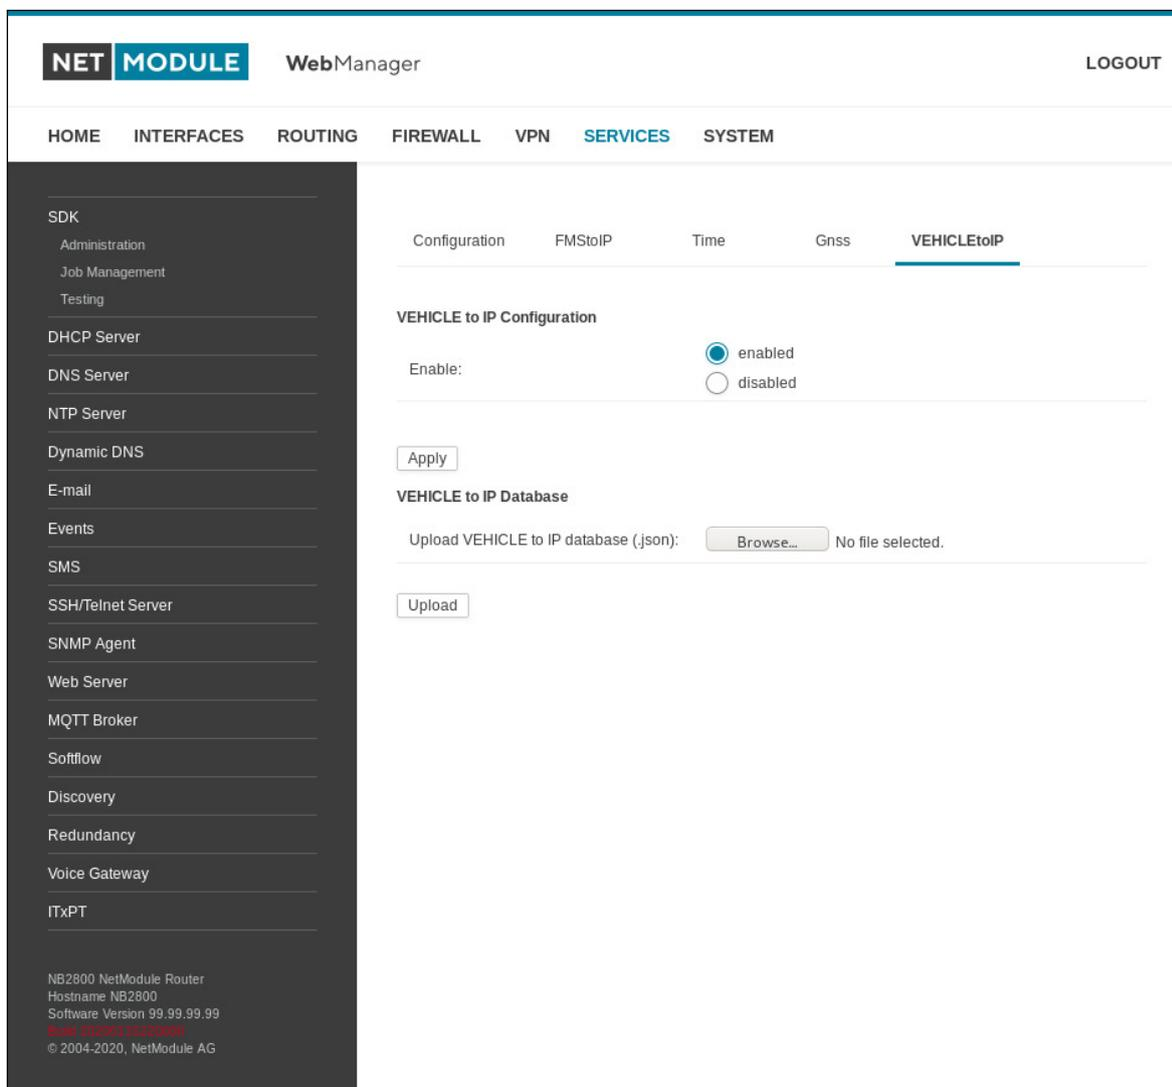 NET MODULE WebManager LOGOUT
HOME INTERFACES ROUTING FIREWALL VPN SERVICES SYSTEM
SDK
Administration
Job Management
Testing
DHCP Server
DNS Server
NTP Server
Dynamic DNS
E-mail
Events
SMS
SSH/Telnet Server
SNMP Agent
Web Server
MQTT Broker
Softflow
Discovery
Redundancy
Voice Gateway
ITxPT
NB2800 NetModule Router
Hostname NB2800
Software Version 99.99.99.99
© 2004-2020, NetModule AG
Configuration FMStoIP Time Gnss VEHICLEtoIP
VEHICLE to IP Configuration
Enable:
enabled
disabled
Apply
VEHICLE to IP Database
Upload VEHICLE to IP database (.json): Browse... No file selected.
Upload